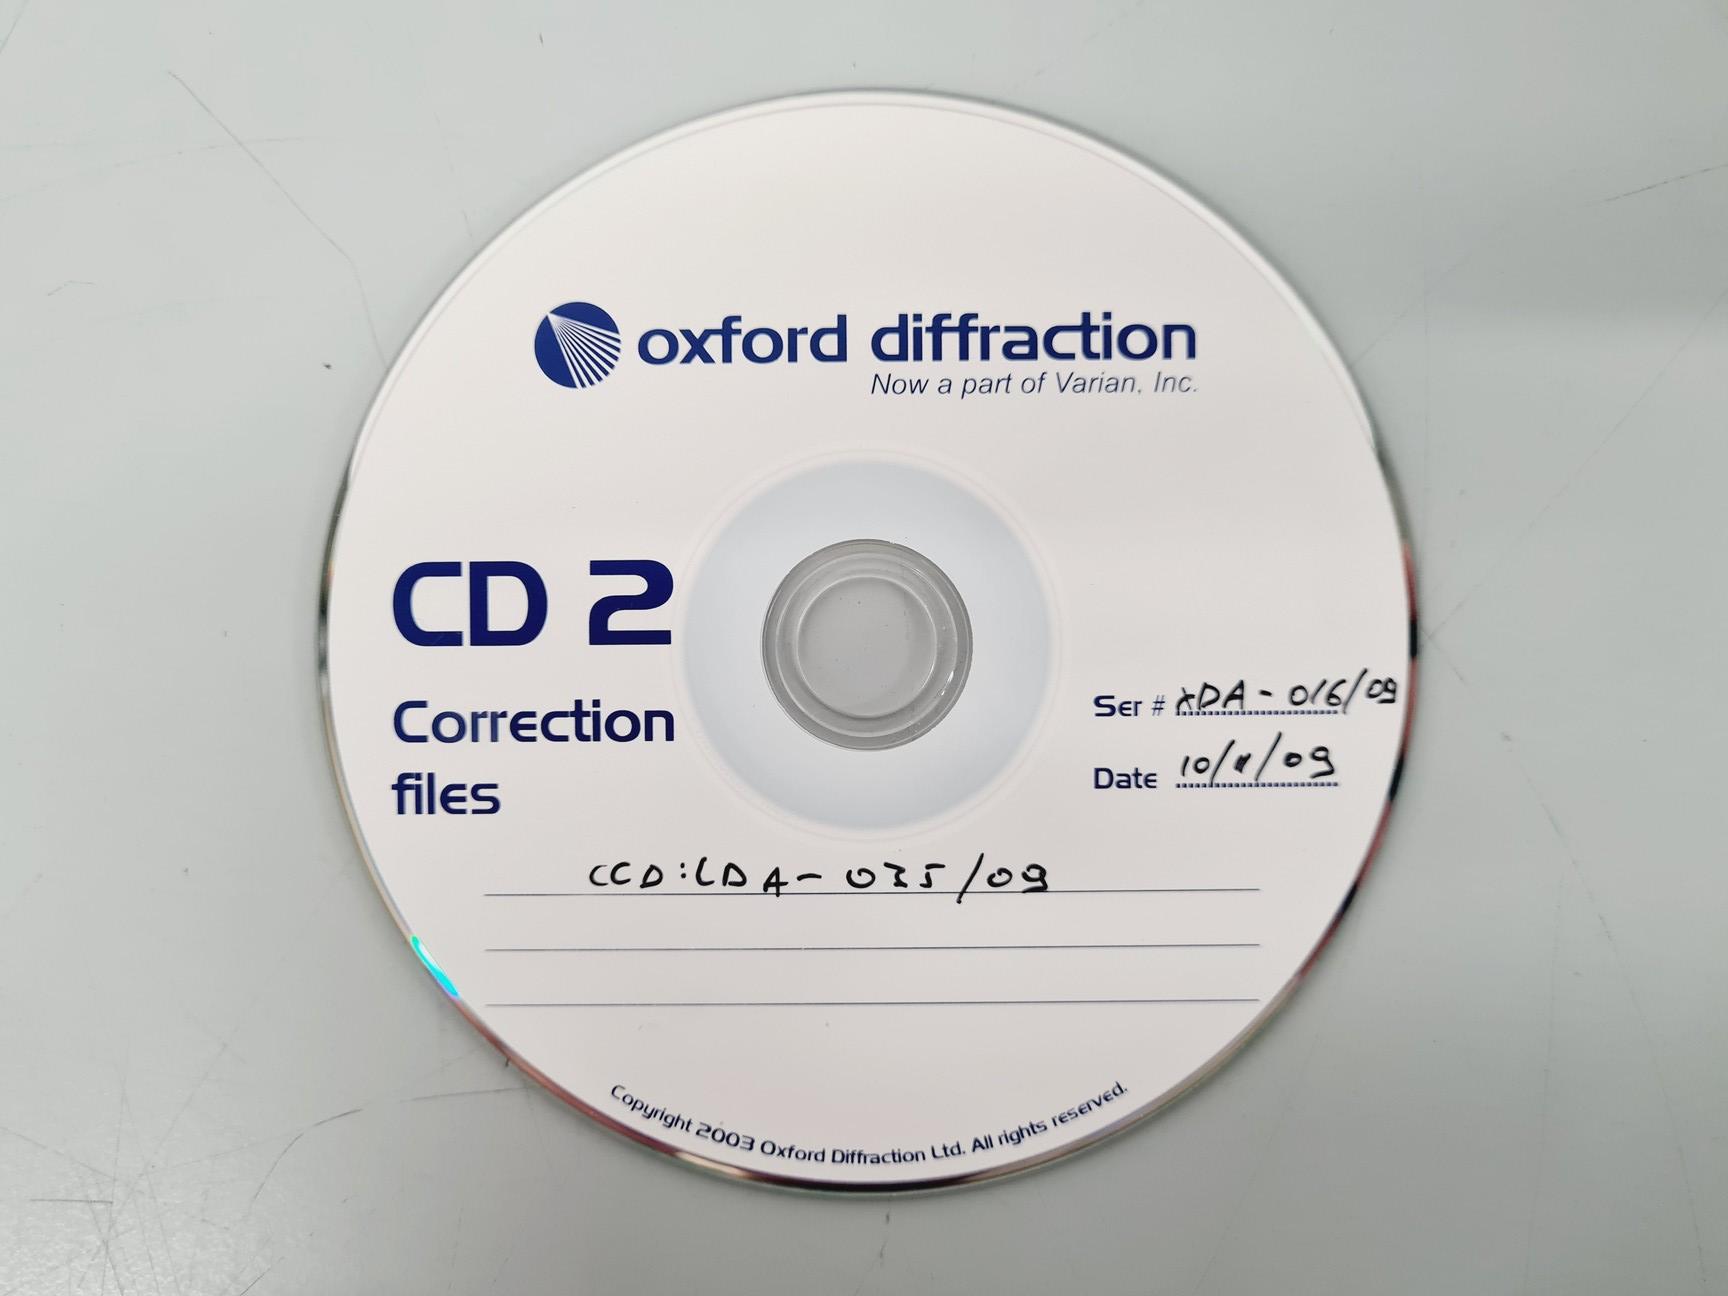 oxford diffraction
Now a part of Varian, Inc.
CD 2
Correction
files
Ser # XDA - 016/09
Date 10/11/09
CCD: LDA - 035/09
Copyright 2003 Oxford Diffraction Ltd. All rights reserved.